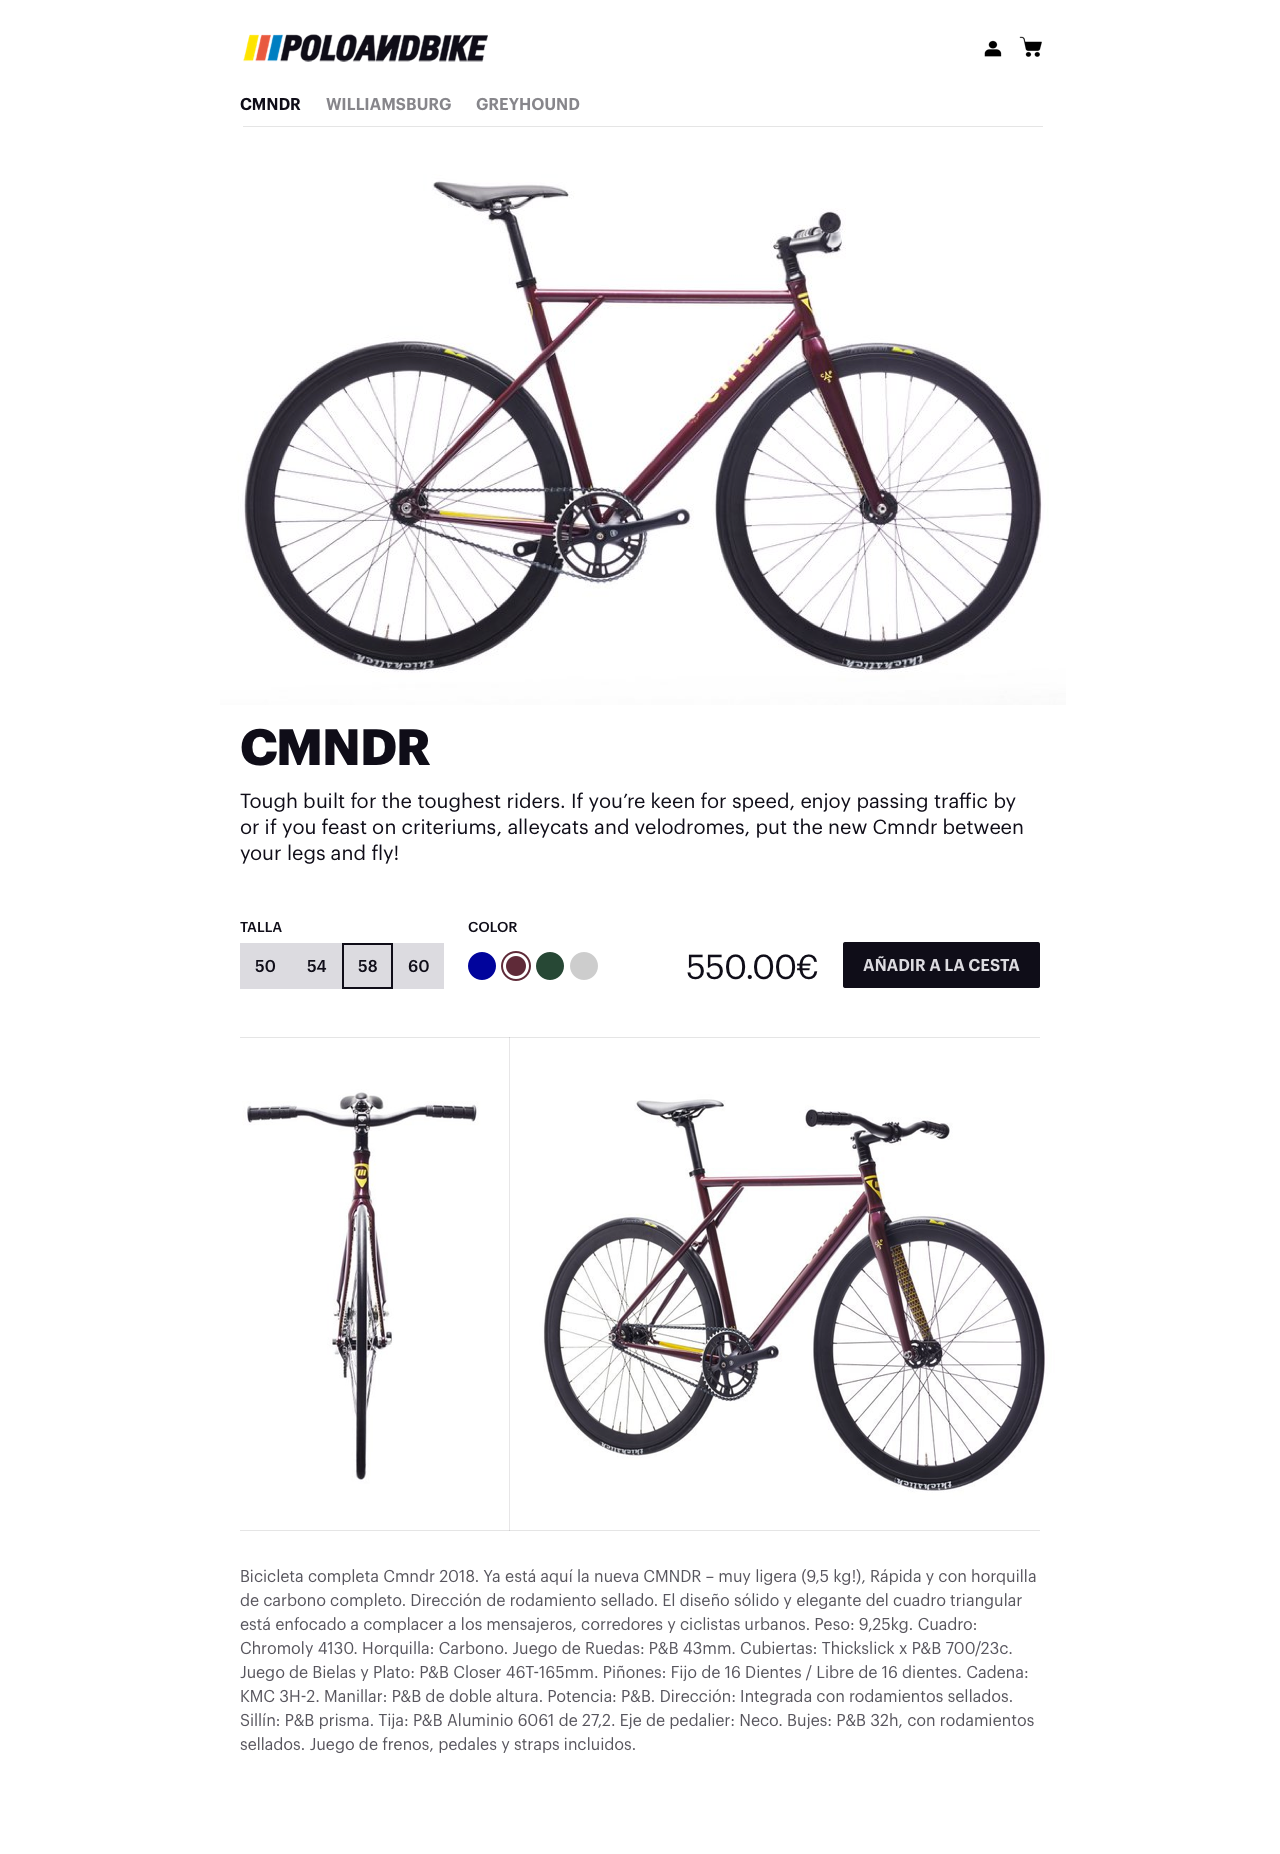 POLOANDBIKE
CMNDR WILLIAMSBURG GREYHOUND
CMNDR
thickslick
thickslick
CMNDR
Tough built for the toughest riders. If you’re keen for speed, enjoy passing traffic by
or if you feast on criteriums, alleycats and velodromes, put the new Cmndr between
your legs and fly!
TALLA
COLOR
50 54 58 60
550.00€
AÑADIR A LA CESTA
thickslick
thickslick
Bicicleta completa Cmndr 2018. Ya está aquí la nueva CMNDR – muy ligera (9,5 kg!), Rápida y con horquilla
de carbono completo. Dirección de rodamiento sellado. El diseño sólido y elegante del cuadro triangular
está enfocado a complacer a los mensajeros, corredores y ciclistas urbanos. Peso: 9,25kg. Cuadro:
Chromoly 4130. Horquilla: Carbono. Juego de Ruedas: P&B 43mm. Cubiertas: Thickslick x P&B 700/23c.
Juego de Bielas y Plato: P&B Closer 46T-165mm. Piñones: Fijo de 16 Dientes / Libre de 16 dientes. Cadena:
KMC 3H-2. Manillar: P&B de doble altura. Potencia: P&B. Dirección: Integrada con rodamientos sellados.
Sillín: P&B prisma. Tija: P&B Aluminio 6061 de 27,2. Eje de pedalier: Neco. Bujes: P&B 32h, con rodamientos
sellados. Juego de frenos, pedales y straps incluidos.